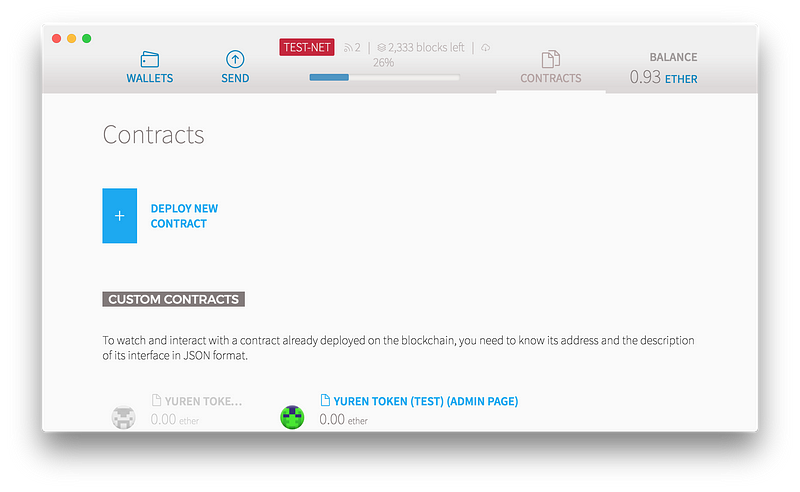 TEST-NET 2 | 2,333 blocks left |
26%
WALLETS
SEND
CONTRACTS
BALANCE
0.93 ETHER
Contracts
+
DEPLOY NEW
CONTRACT
CUSTOM CONTRACTS
To watch and interact with a contract already deployed on the blockchain, you need to know its address and the description
of its interface in JSON format.
YUREN TOKE...
0.00 ether
YUREN TOKEN (TEST) (ADMIN PAGE)
0.00 ether